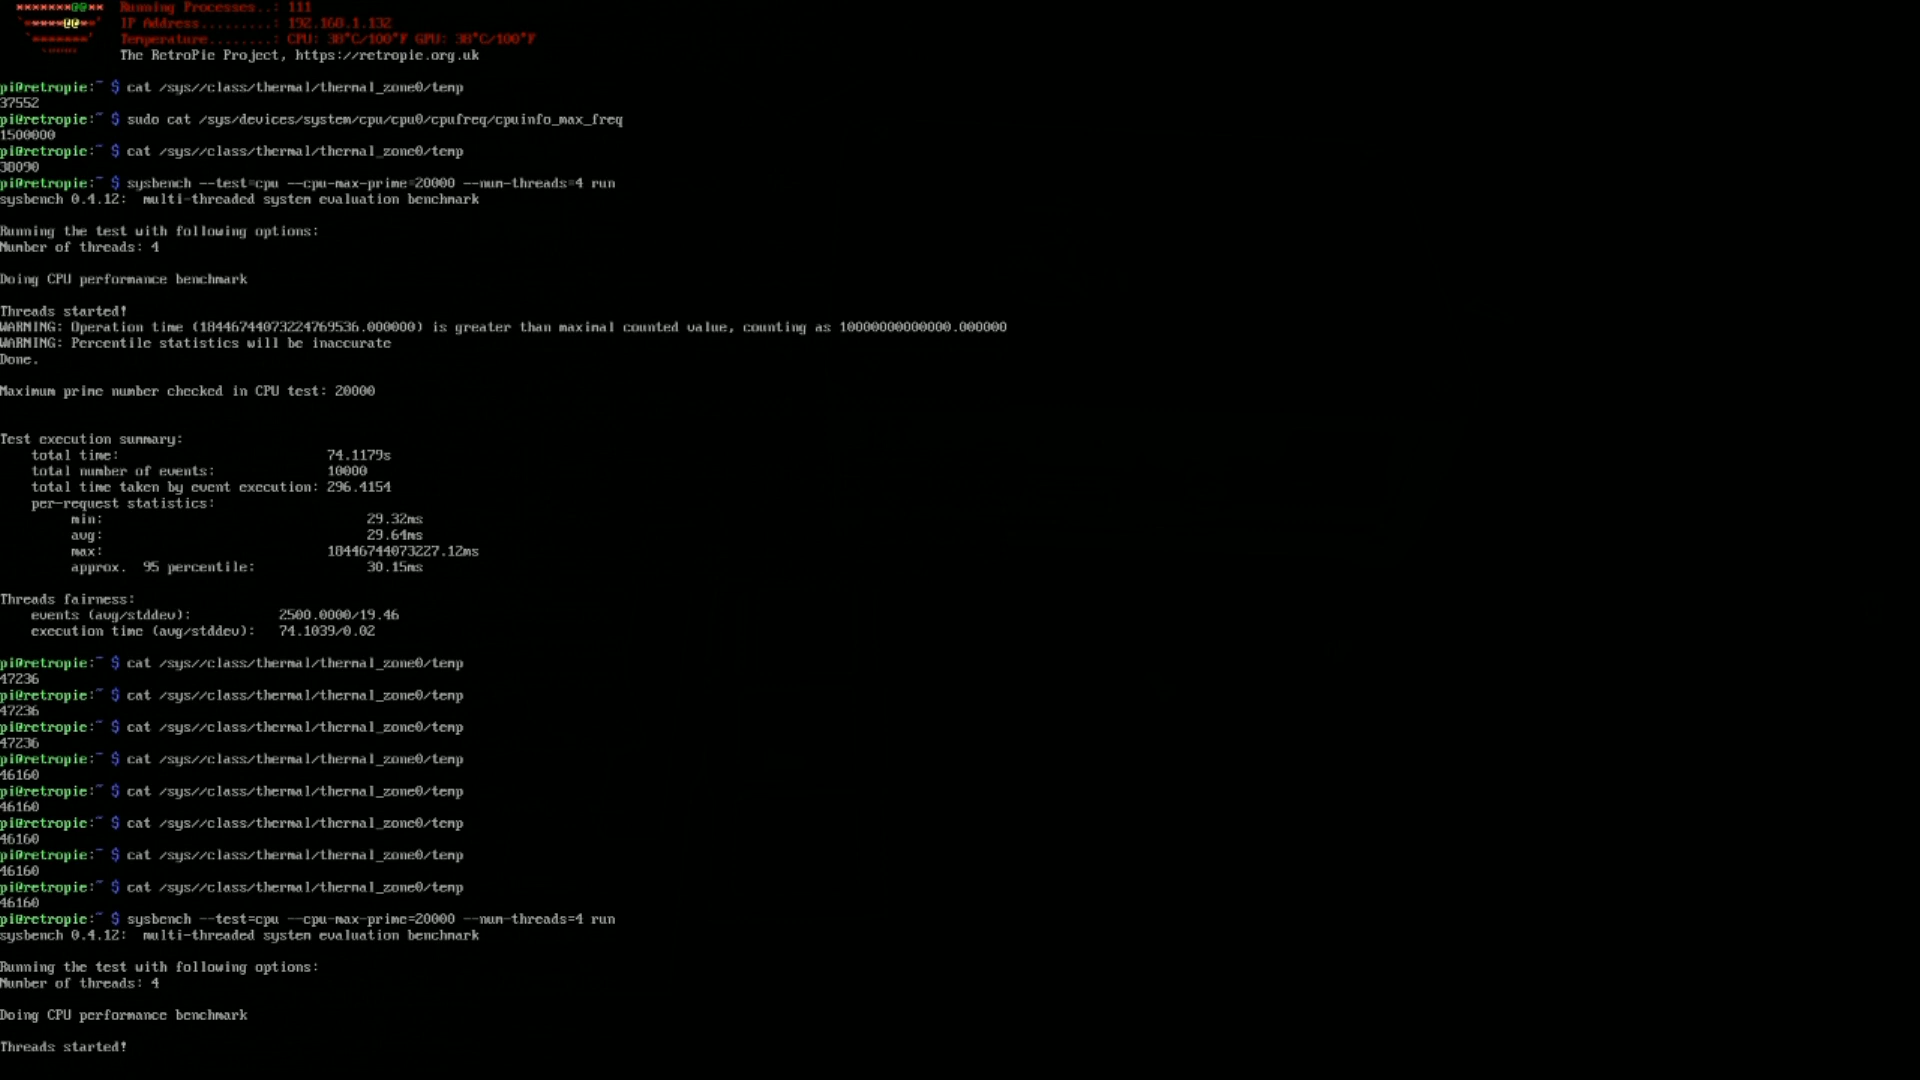 Running Processes..: 111
IP Address.........: 192.168.1.132
Temperature........: CPU: 38°C/100°F GPU: 38°C/100°F
The RetroPie Project, https://retropie.org.uk
pi@retropie:~ $ cat /sys//class/thermal/thermal_zone0/temp
37552
pi@retropie:~ $ sudo cat /sys/devices/system/cpu/cpu0/cpufreq/cpuinfo_max_freq
1500000
pi@retropie:~ $ cat /sys//class/thermal/thermal_zone0/temp
38090
pi@retropie:~ $ sysbench --test=cpu --cpu-max-prime=20000 --num-threads=4 run
sysbench 0.4.12:  multi-threaded system evaluation benchmark
Running the test with following options:
Number of threads: 4
Doing CPU performance benchmark
Threads started!
WARNING: Operation time (18446744073224769536.000000) is greater than maximal counted value, counting as 10000000000000.000000
WARNING: Percentile statistics will be inaccurate
Done.
Maximum prime number checked in CPU test: 20000
Test execution summary:
total time: 74.1179s
total number of events: 10000
total time taken by event execution: 296.4154
per-request statistics:
min: 29.32ms
avg: 29.64ms
max: 18446744073227.12ms
approx.  95 percentile: 30.15ms
Threads fairness:
events (avg/stddev): 2500.0000/19.46
execution time (avg/stddev): 74.1039/0.02
pi@retropie:~ $ cat /sys//class/thermal/thermal_zone0/temp
47236
pi@retropie:~ $ cat /sys//class/thermal/thermal_zone0/temp
47236
pi@retropie:~ $ cat /sys//class/thermal/thermal_zone0/temp
47236
pi@retropie:~ $ cat /sys//class/thermal/thermal_zone0/temp
46160
pi@retropie:~ $ cat /sys//class/thermal/thermal_zone0/temp
46160
pi@retropie:~ $ cat /sys//class/thermal/thermal_zone0/temp
46160
pi@retropie:~ $ cat /sys//class/thermal/thermal_zone0/temp
46160
pi@retropie:~ $ cat /sys//class/thermal/thermal_zone0/temp
46160
pi@retropie:~ $ sysbench --test=cpu --cpu-max-prime=20000 --num-threads=4 run
sysbench 0.4.12:  multi-threaded system evaluation benchmark
Running the test with following options:
Number of threads: 4
Doing CPU performance benchmark
Threads started!